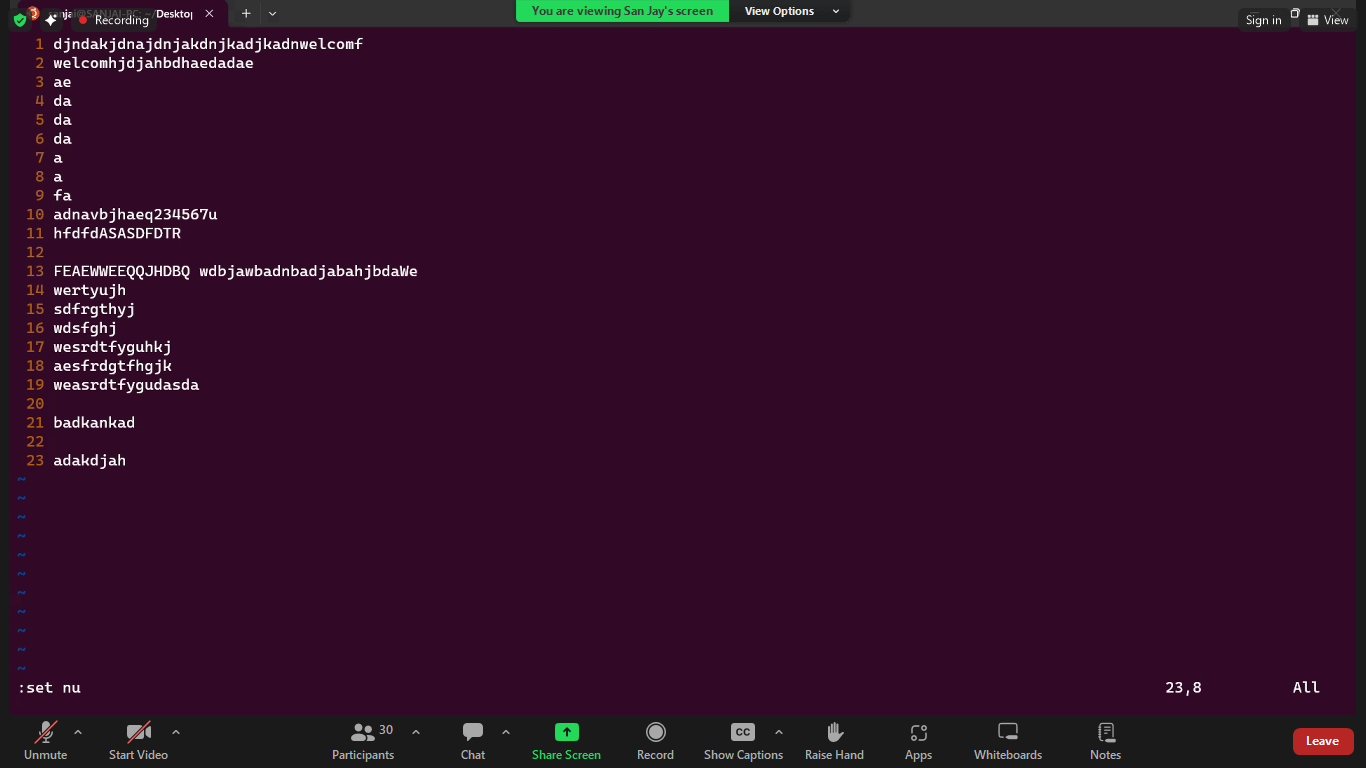 Desktop
Recording
You are viewing San Jay's screen
View Options
Sign in
View
1 djndakjdnajdnjakdnjkadjkadnwelcomf
2 welcomhjdjahbdhaedadae
3 ae
4 da
5 da
6 da
7 a
8 a
9 fa
10 adnavbjhaeq234567u
11 hfdfdASASDFDTR
12
13 FEAEWWEEQQJHDBQ wdbjawbadnbadjabahjbdaWe
14 wertyujh
15 sdfrgthyj
16 wdsfghj
17 wesrdtfyguhkj
18 aesfrdgtfhgjk
19 weasrdtfygudasda
20
21 badkankad
22
23 adakdjah
~
~
~
~
~
~
~
~
~
~
~
:set nu 23,8 All
Unmute
Start Video
30
Participants
Chat
Share Screen
Record
CC
Show Captions
Raise Hand
Apps
Whiteboards
Notes
Leave